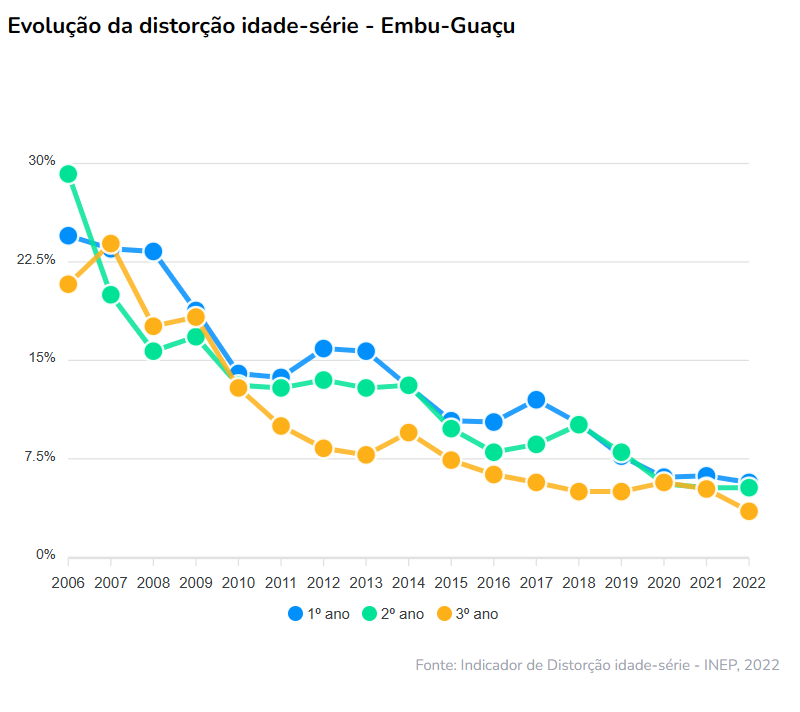 Evolução da distorção idade-série - Embu-Guaçu
30%
22.5%
15%
7.5%
0%
2006 2007 2008 2009 2010 2011 2012 2013 2014 2015 2016 2017 2018 2019 2020 2021 2022
1º ano 2º ano 3º ano
Fonte: Indicador de Distorção idade-série - INEP, 2022